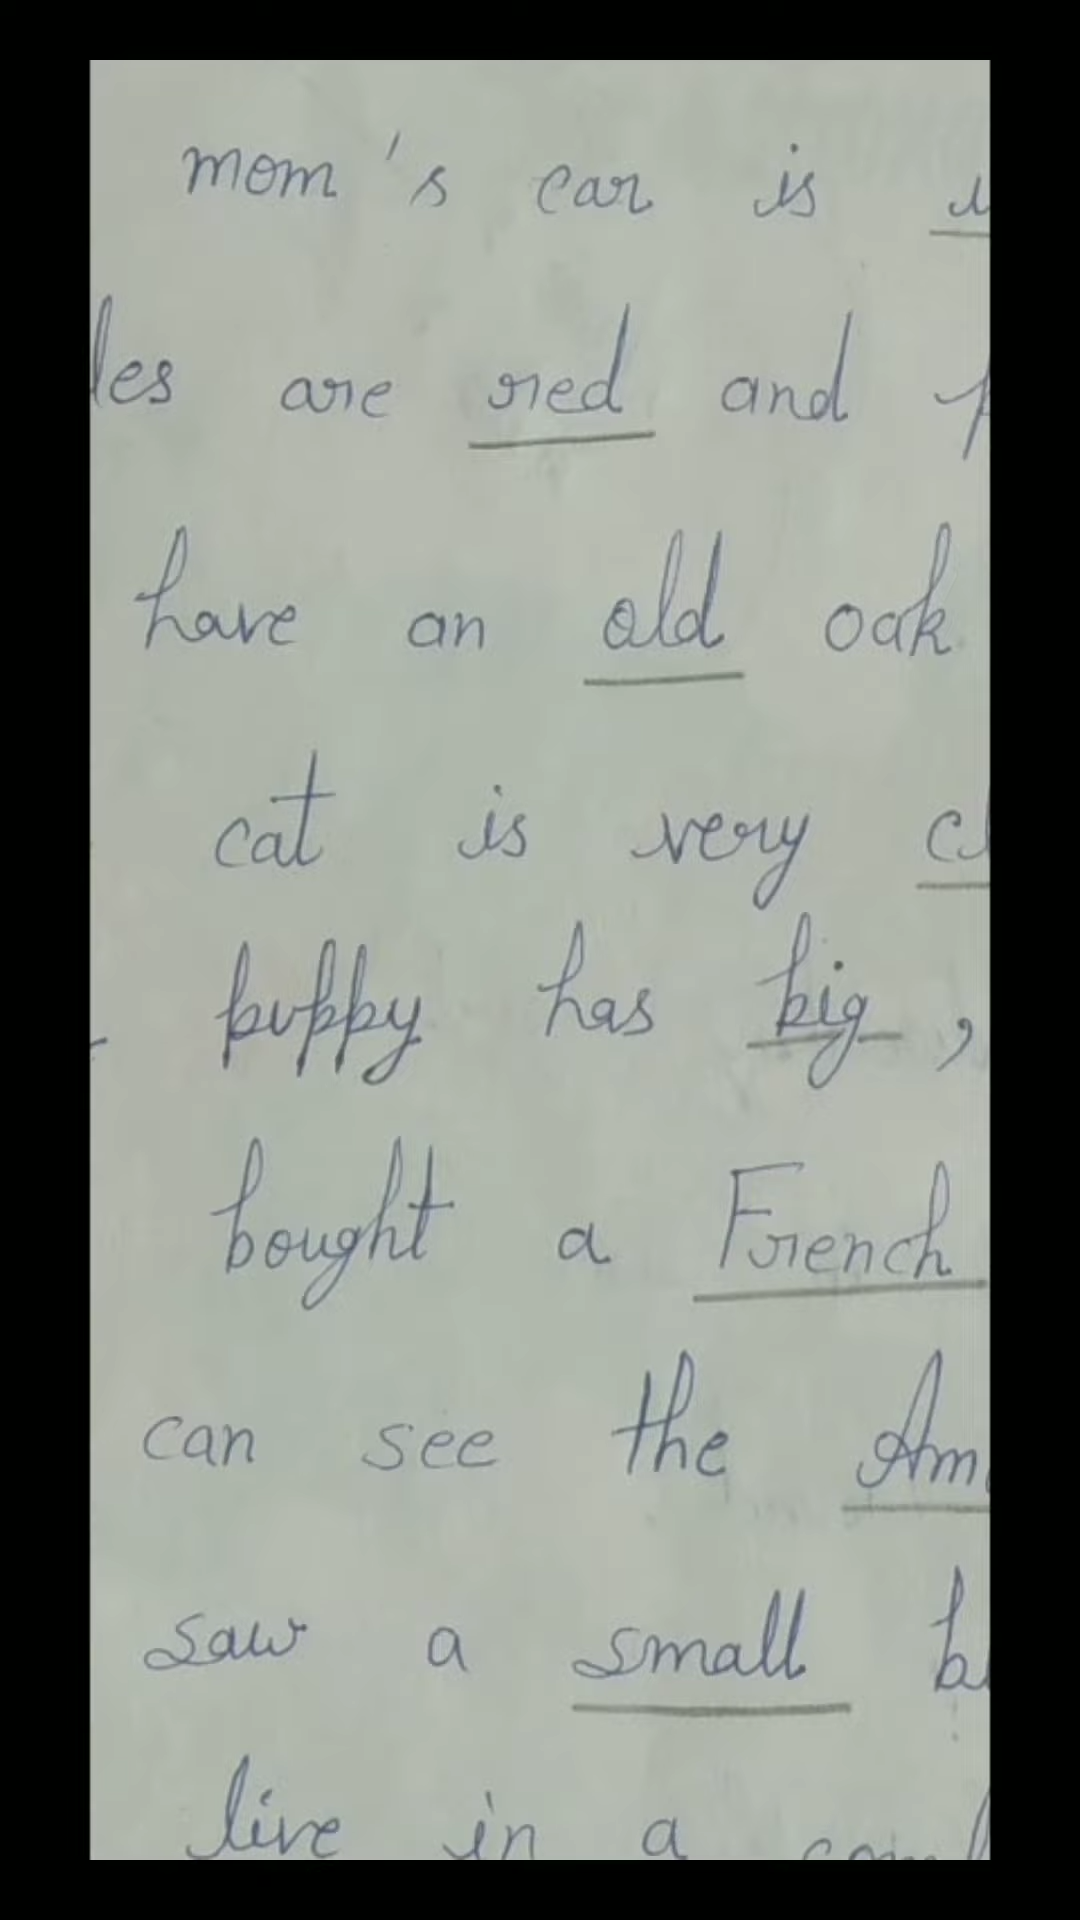 mom's car is
are red and
have an old oak
cat is very
puppy has big,
bought a French
can see the
saw a small
live in a